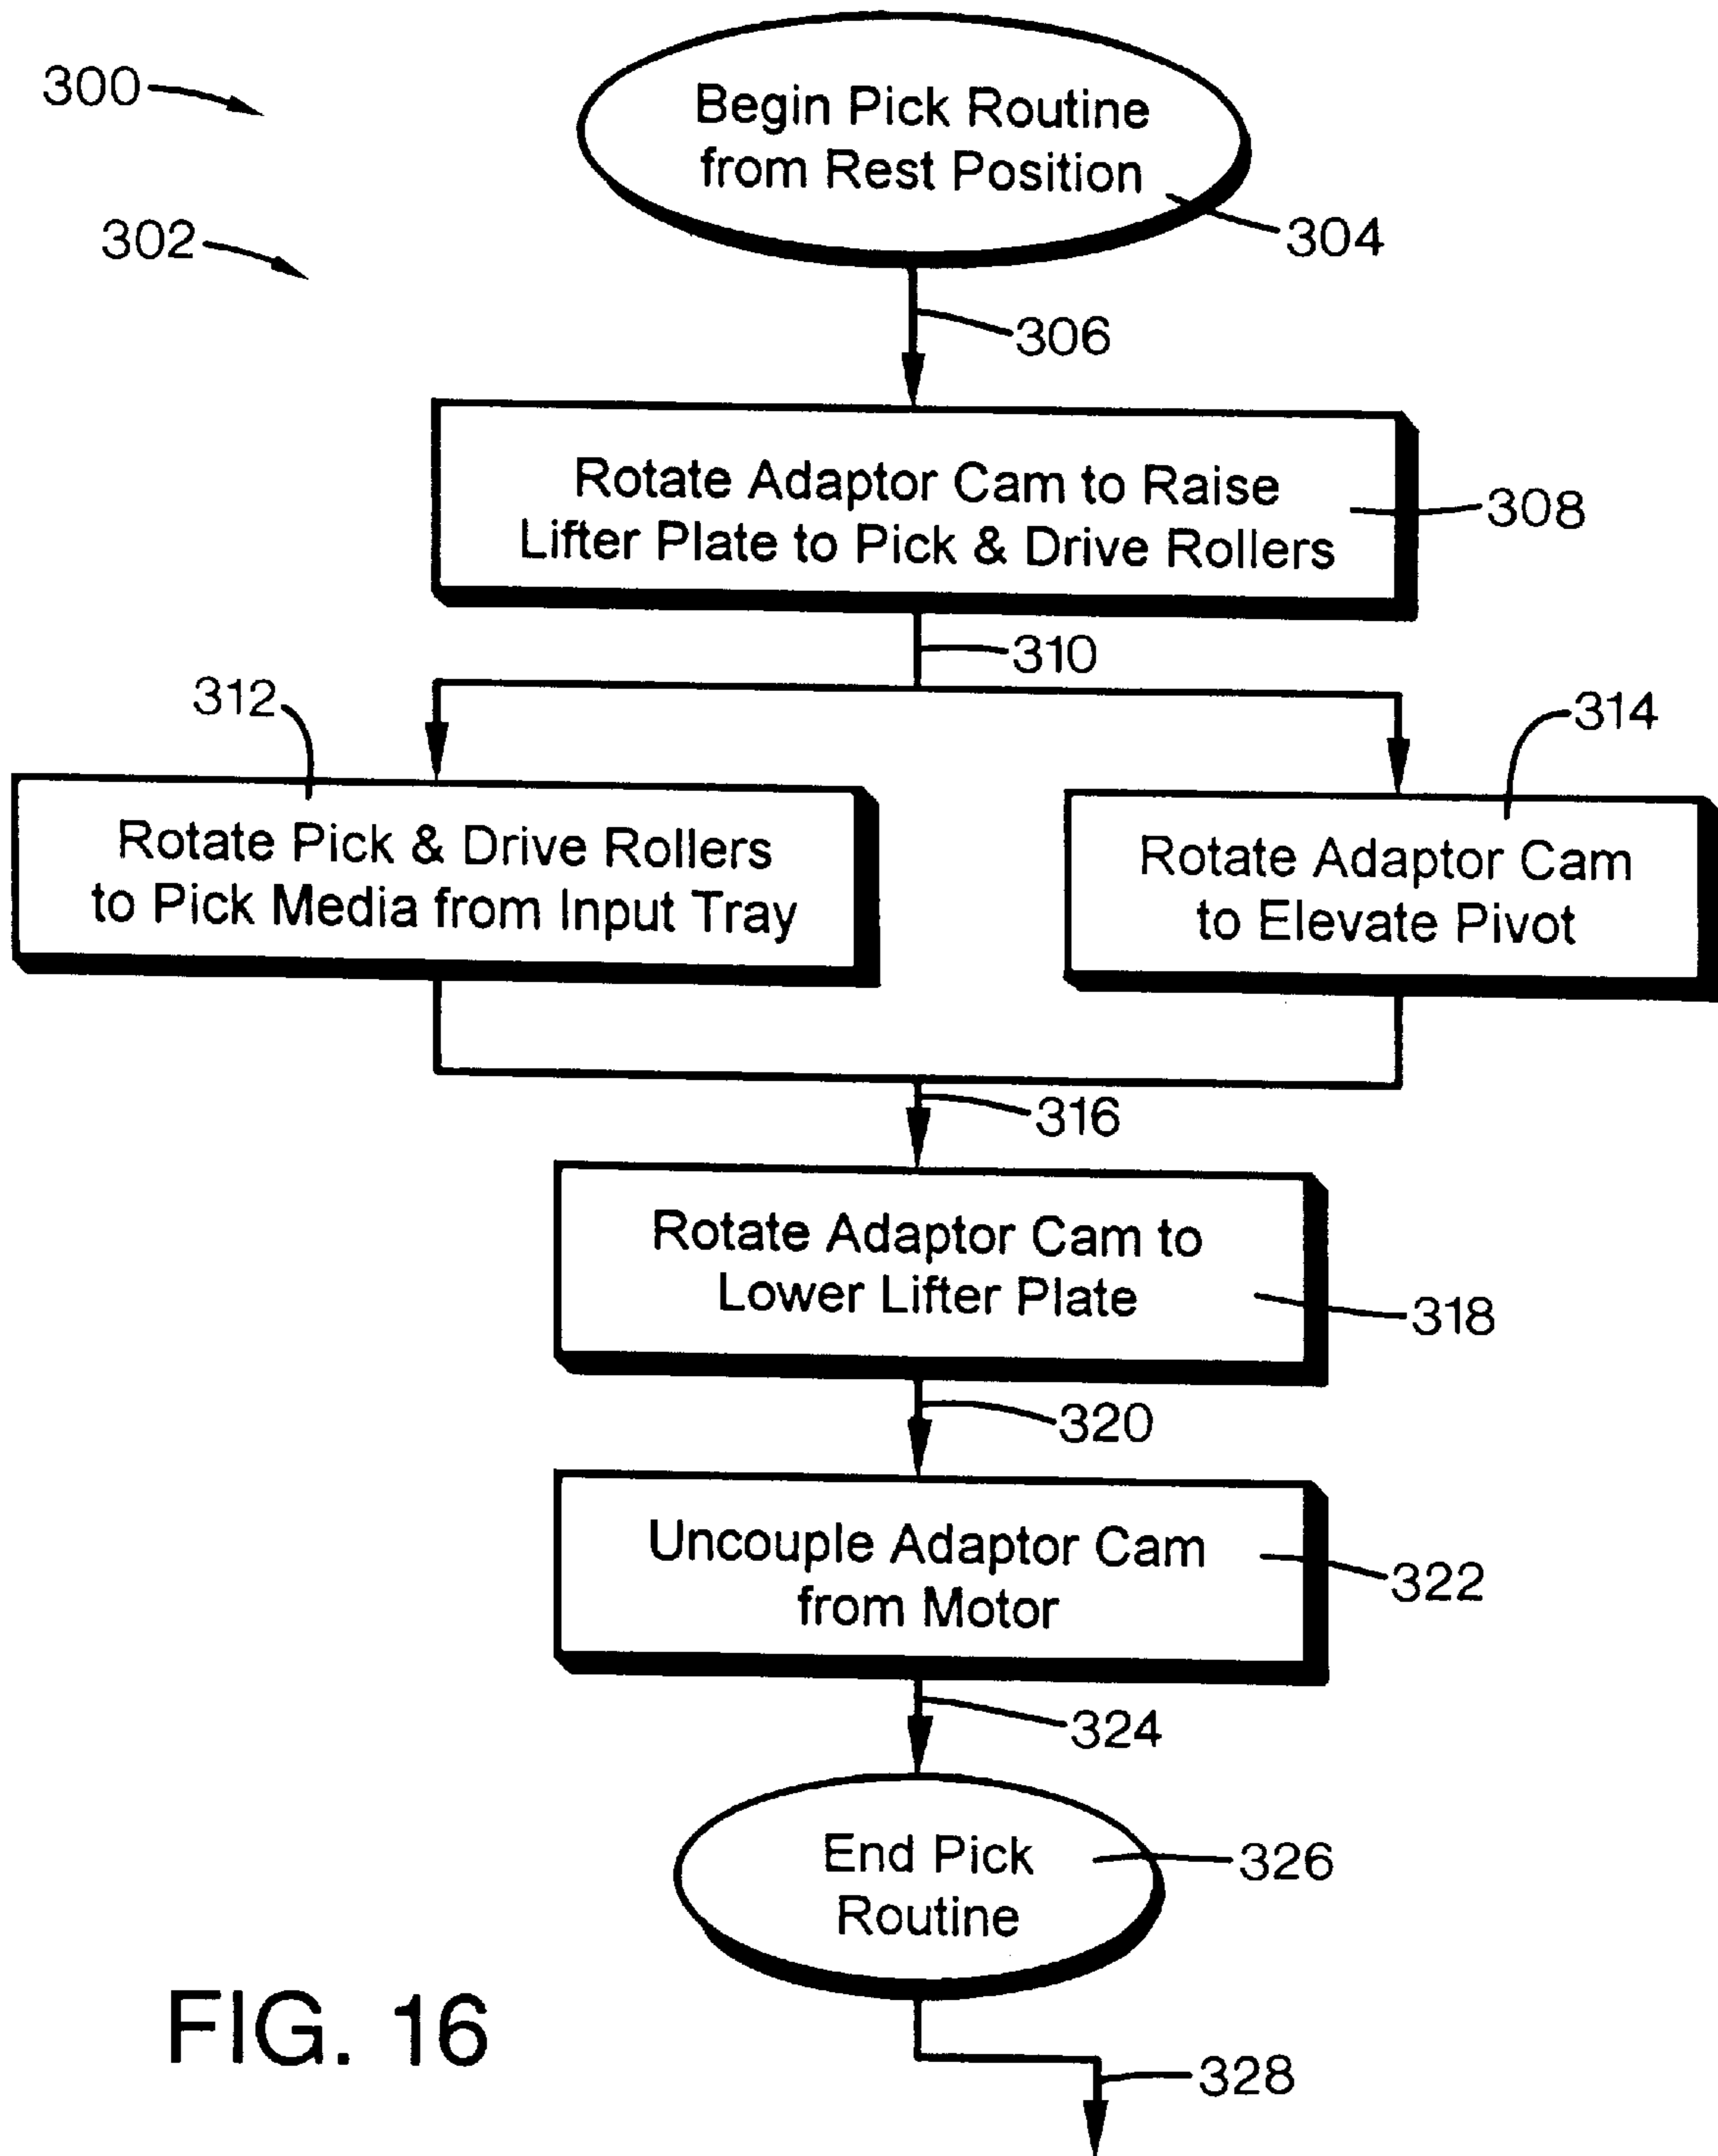 300
Begin Pick Routine
from Rest Position
302
304
306
Rotate Adaptor Cam to Raise
Lifter Plate to Pick & Drive Rollers
308
310
312
314
Rotate Pick & Drive Rollers
to Pick Media from Input Tray
Rotate Adaptor Cam
to Elevate Pivot
316
Rotate Adaptor Cam to
Lower Lifter Plate
318
320
Uncouple Adaptor Cam
from Motor
322
324
End Pick
Routine
326
FIG. 16
328